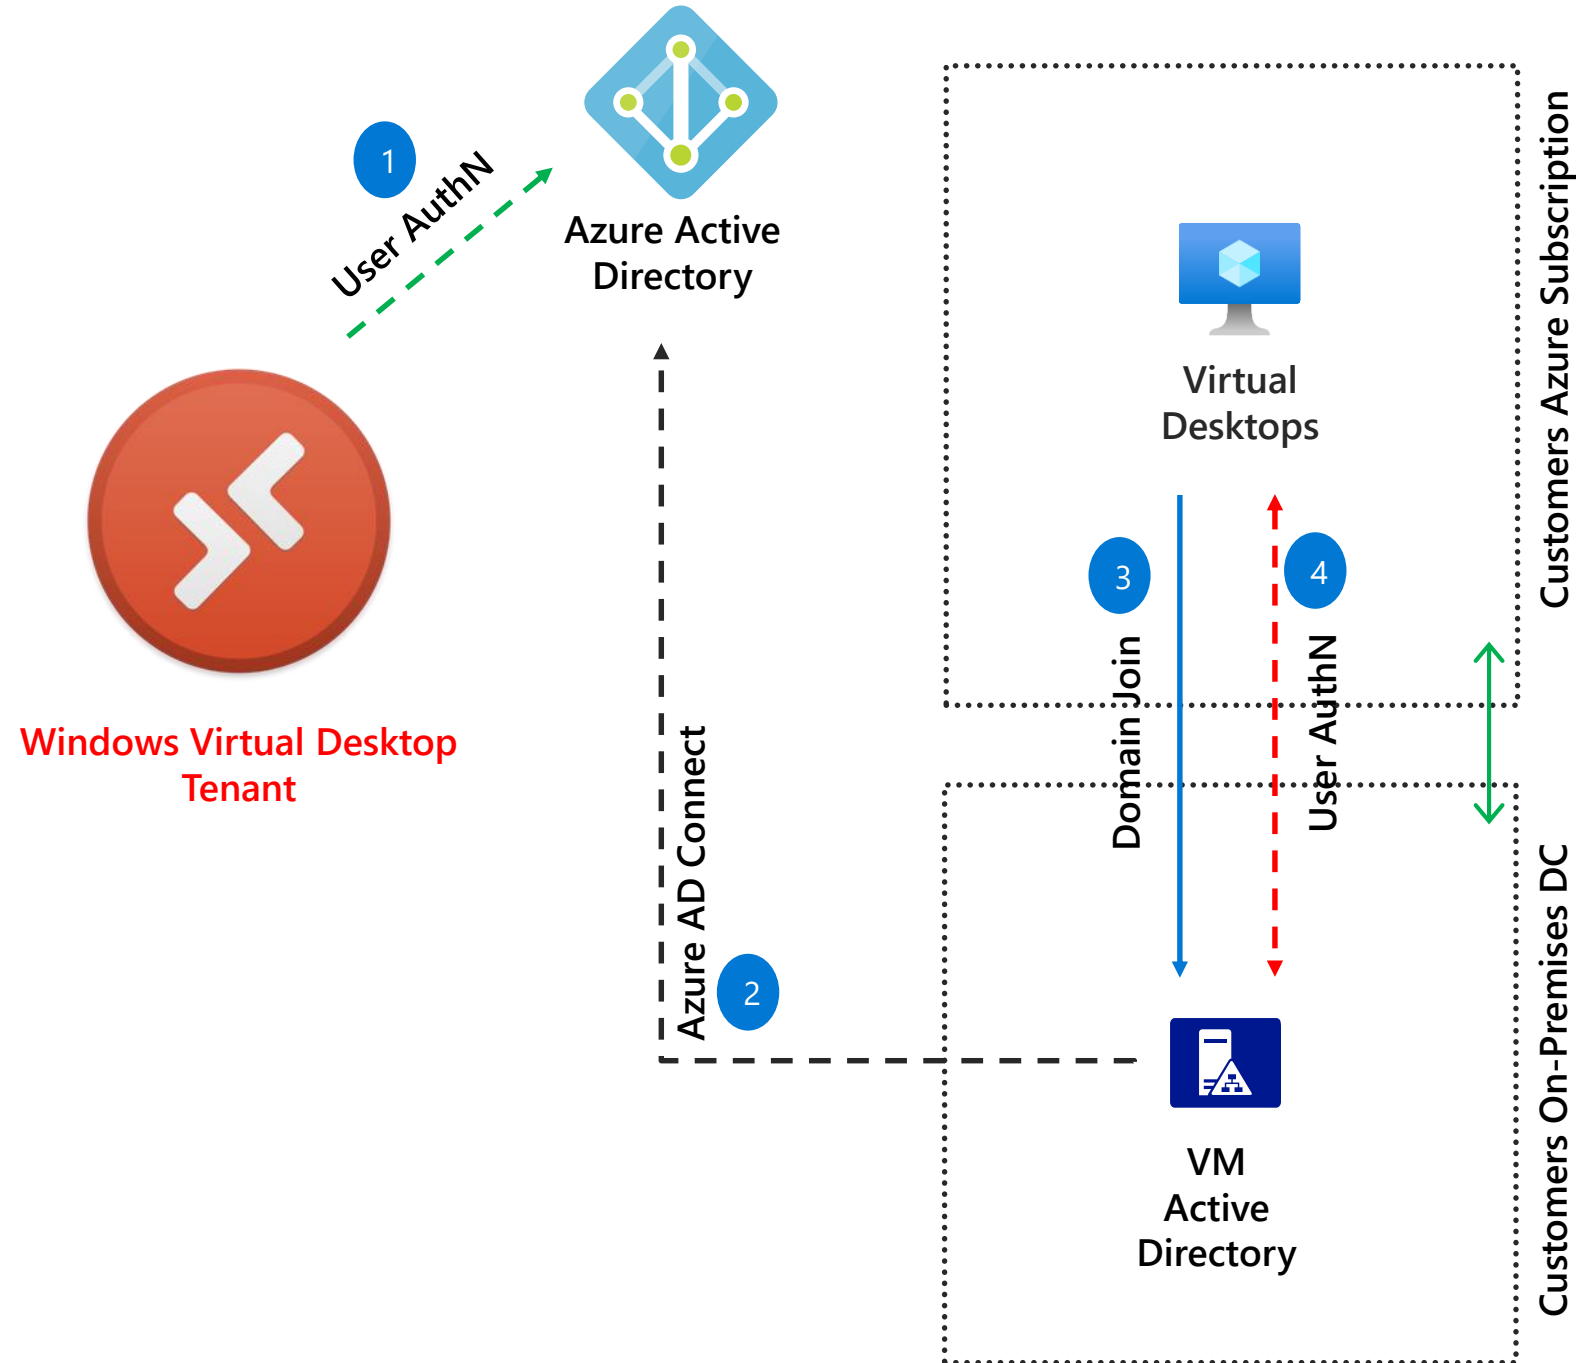 1
User AuthN
Azure Active
Directory
Customers Azure Subscription
Virtual
Desktops
3
4
Domain Join
User AuthN
Windows Virtual Desktop
Tenant
Azure AD Connect
2
Customers On-Premises DC
VM
Active
Directory